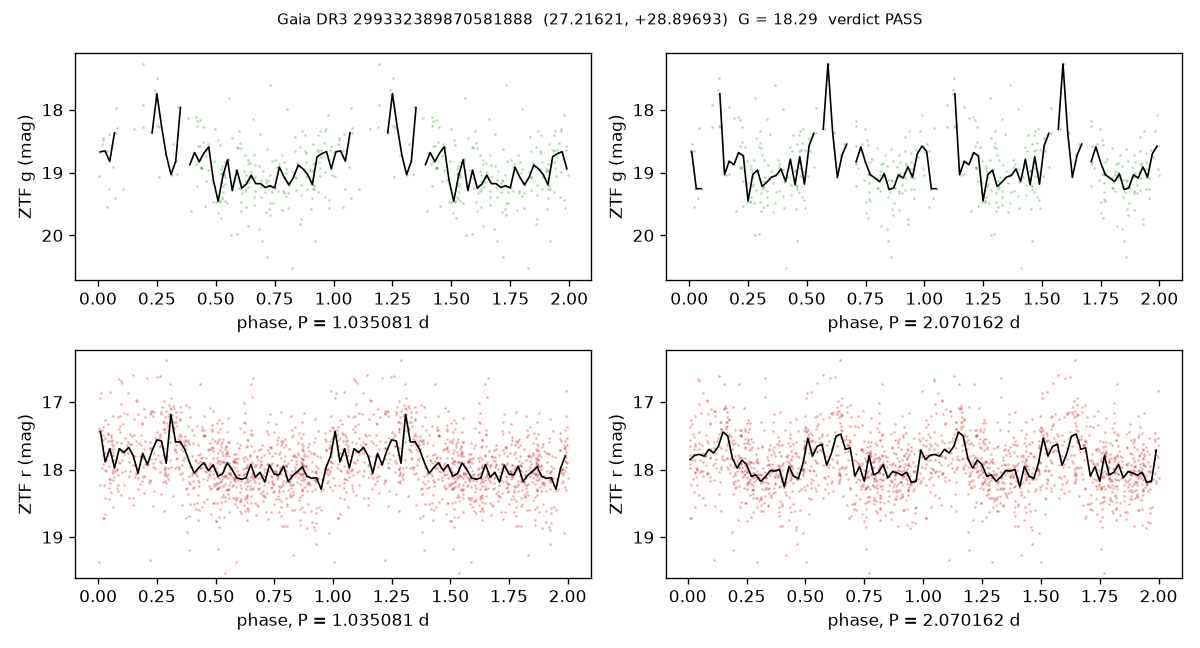 Gaia DR3 299332389870581888  (27.21621, +28.89693)  G = 18.29  verdict PASS
ZTF g (mag)
18
19
20
0.00 0.25 0.50 0.75 1.00 1.25 1.50 1.75 2.00
phase, P = 1.035081 d
ZTF g (mag)
18
19
20
0.00 0.25 0.50 0.75 1.00 1.25 1.50 1.75 2.00
phase, P = 2.070162 d
ZTF r (mag)
17
18
19
0.00 0.25 0.50 0.75 1.00 1.25 1.50 1.75 2.00
phase, P = 1.035081 d
ZTF r (mag)
17
18
19
0.00 0.25 0.50 0.75 1.00 1.25 1.50 1.75 2.00
phase, P = 2.070162 d